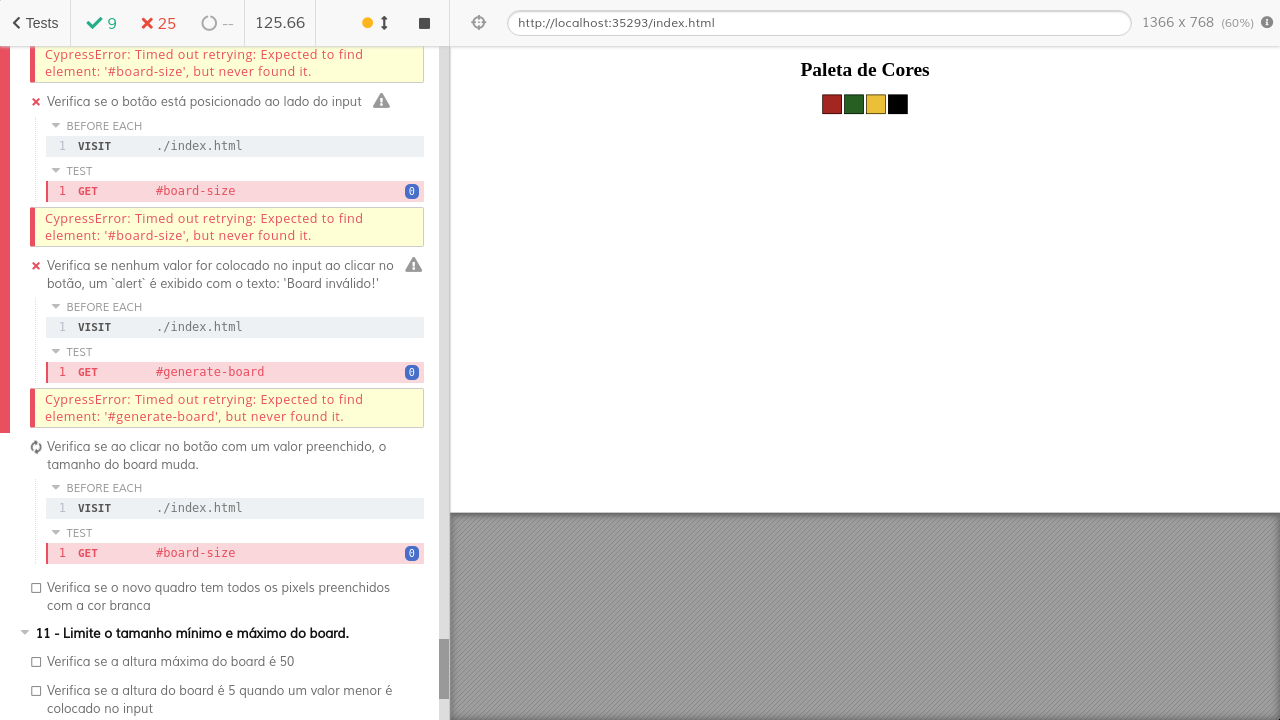 Tests
9
25
--
125.66
http://localhost:35293/index.html
1366 x 768 (60%)
CypressError: Timed out retrying: Expected to find
element: '#board-size', but never found it.
Verifica se o botão está posicionado ao lado do input
BEFORE EACH
1 VISIT ./index.html
TEST
1 GET #board-size 0
CypressError: Timed out retrying: Expected to find
element: '#board-size', but never found it.
Verifica se nenhum valor for colocado no input ao clicar no
botão, um `alert` é exibido com o texto: 'Board inválido!'
BEFORE EACH
1 VISIT ./index.html
TEST
1 GET #generate-board 0
CypressError: Timed out retrying: Expected to find
element: '#generate-board', but never found it.
Verifica se ao clicar no botão com um valor preenchido, o
tamanho do board muda.
BEFORE EACH
1 VISIT ./index.html
TEST
1 GET #board-size 0
Verifica se o novo quadro tem todos os pixels preenchidos
com a cor branca
11 - Limite o tamanho mínimo e máximo do board.
Verifica se a altura máxima do board é 50
Verifica se a altura do board é 5 quando um valor menor é
colocado no input
Paleta de Cores